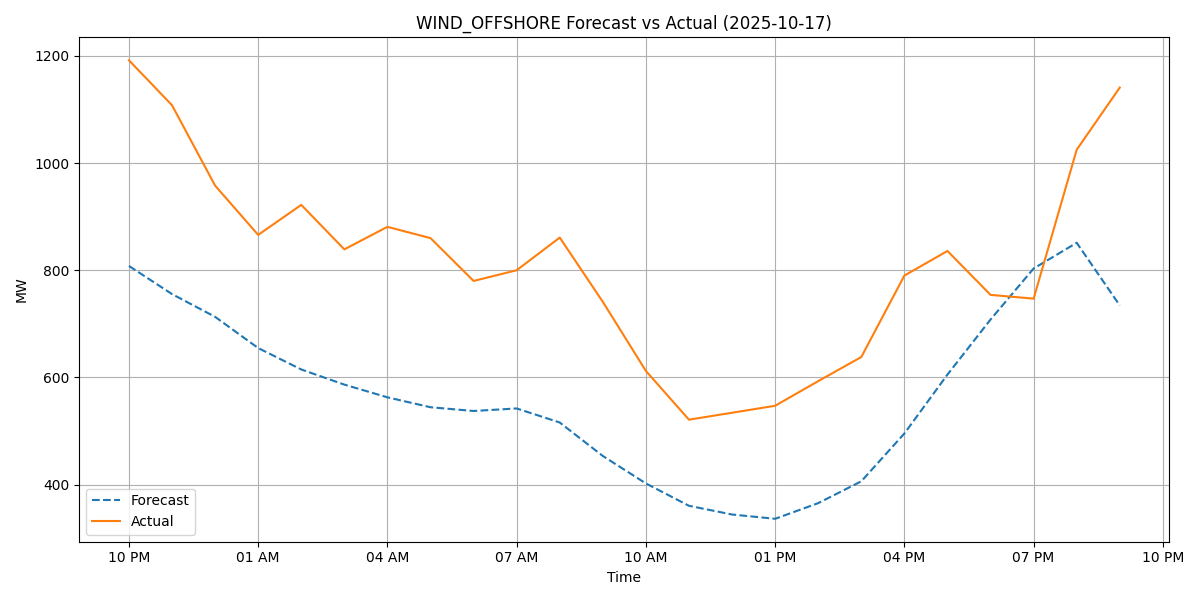 WIND_OFFSHORE Forecast vs Actual (2025-10-17)
1200
1000
800
600
400
MW
Forecast
Actual
10 PM 01 AM 04 AM 07 AM 10 AM 01 PM 04 PM 07 PM 10 PM
Time